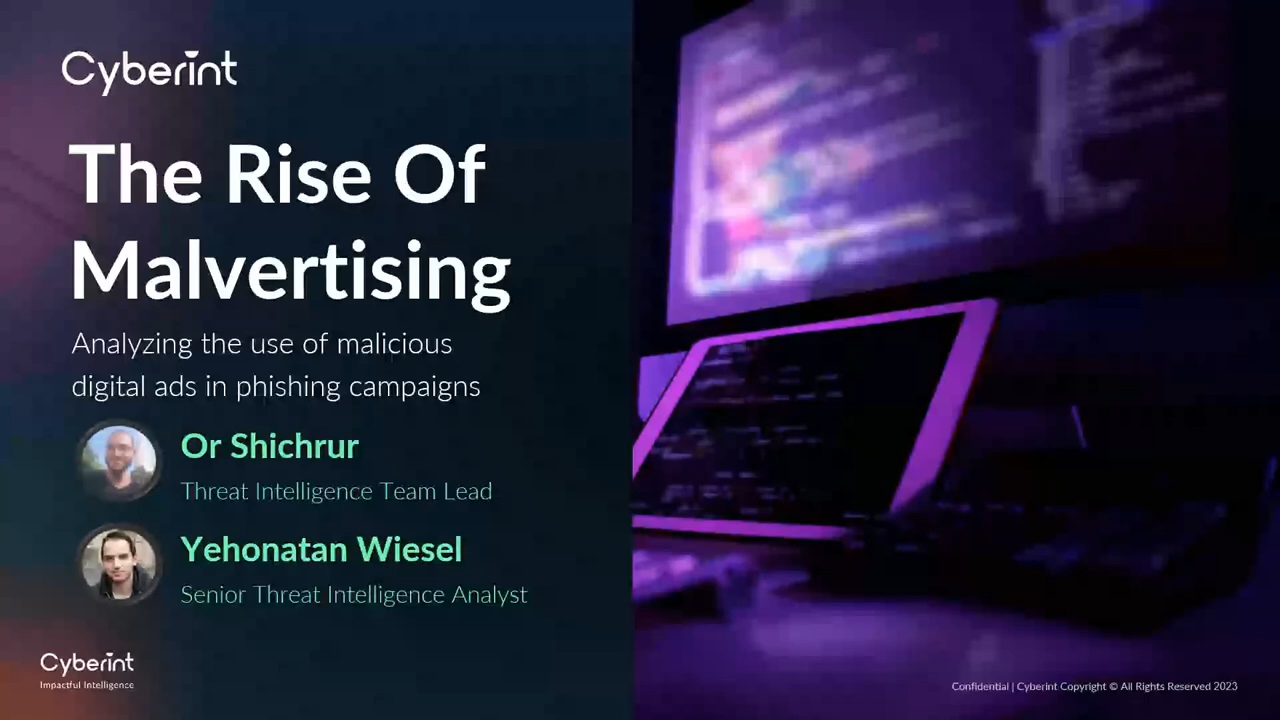 Cyberint
The Rise Of
Malvertising
Analyzing the use of malicious
digital ads in phishing campaigns
Or Shichrur
Threat Intelligence Team Lead
Yehonatan Wiesel
Senior Threat Intelligence Analyst
Cyberint
Impactful Intelligence
Confidential | Cyberint Copyright © All Rights Reserved 2023